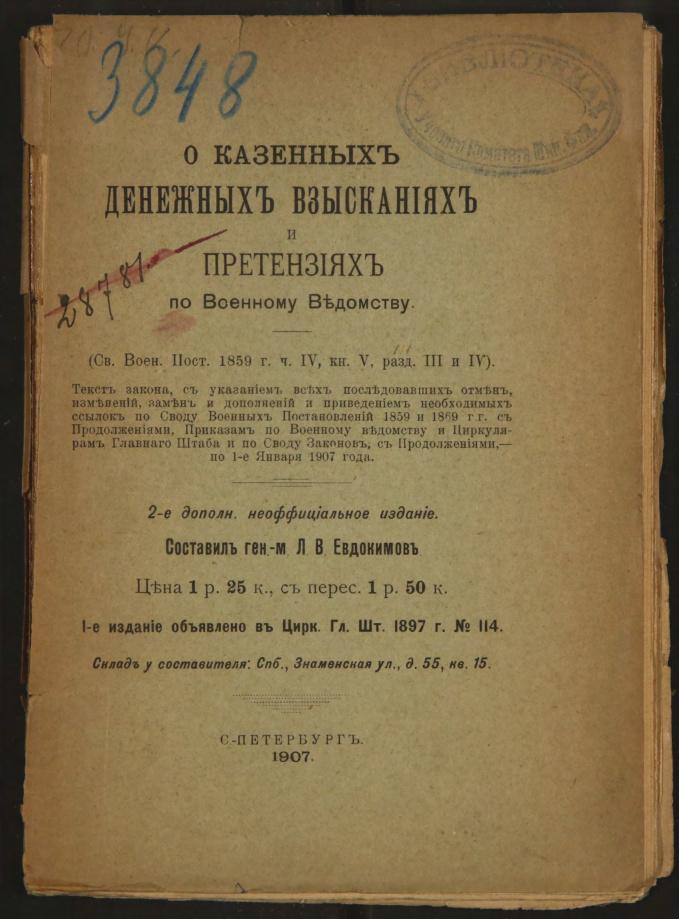 3848
БИБЛІОТЕКА
О КАЗЕННЫХЪ
ДЕНЕЖНЫХЪ ВЗЫСКАНІЯХЪ
И
ПРЕТЕНЗІЯХЪ
по Военному Вѣдомству.
28781
(Св. Воен. Пост. 1859 г. ч. IV, кн. V, разд. III и IV).
Текстъ закона, съ указаніемъ всѣхъ послѣдовавшихъ отмѣнъ,
измѣненій, замѣнъ и дополненій и приведеніемъ необходимыхъ
ссылокъ по Своду Военныхъ Постановленій 1859 и 1869 г.г. съ
Продолженіями, Приказамъ по Военному вѣдомству и Циркуля-
рамъ Главнаго Штаба и по Своду Законовъ, съ Продолженіями,—
по 1-е Января 1907 года.
2-е дополн. неоффиціальное изданіе.
Составилъ ген.-м Л В Евдокимовъ
Цѣна 1 р. 25 к., съ перес. 1 р. 50 к.
1-е изданіе объявлено въ Цирк. Гл. Шт. 1897 г. № 114.
Складъ у составителя: Спб., Знаменская ул., д. 55, кв. 15.
С-ПЕТЕРБУРГЪ.
1907.